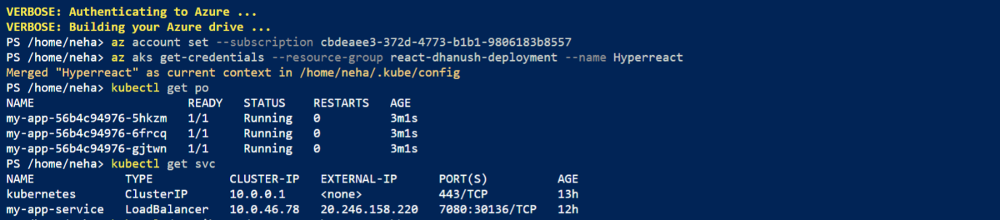 VERBOSE: Authenticating to Azure ...
VERBOSE: Building your Azure drive ...
PS /home/neha> az account set --subscription cbdeaee3-372d-4773-b1b1-9806183b8557
PS /home/neha> az aks get-credentials --resource-group react-dhanush-deployment --name Hyperreact
Merged "Hyperreact" as current context in /home/neha/.kube/config
PS /home/neha> kubectl get po
NAME READY STATUS RESTARTS AGE
my-app-56b4c94976-5hkzm 1/1 Running 0 3m1s
my-app-56b4c94976-6frcq 1/1 Running 0 3m1s
my-app-56b4c94976-gjtwn 1/1 Running 0 3m1s
PS /home/neha> kubectl get svc
NAME TYPE CLUSTER-IP EXTERNAL-IP PORT(S) AGE
kubernetes ClusterIP 10.0.0.1 <none> 443/TCP 13h
my-app-service LoadBalancer 10.0.46.78 20.246.158.220 7080:30136/TCP 12h